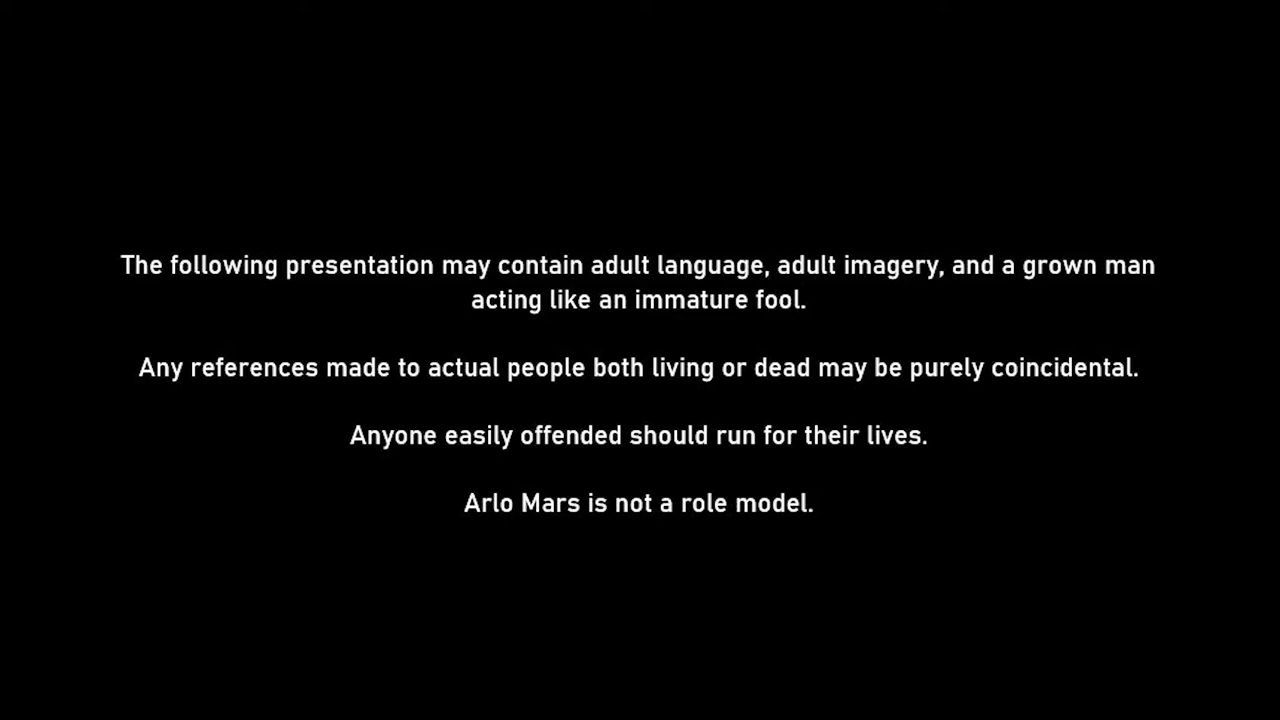 The following presentation may contain adult language, adult imagery, and a grown man
acting like an immature fool.
Any references made to actual people both living or dead may be purely coincidental.
Anyone easily offended should run for their lives.
Arlo Mars is not a role model.